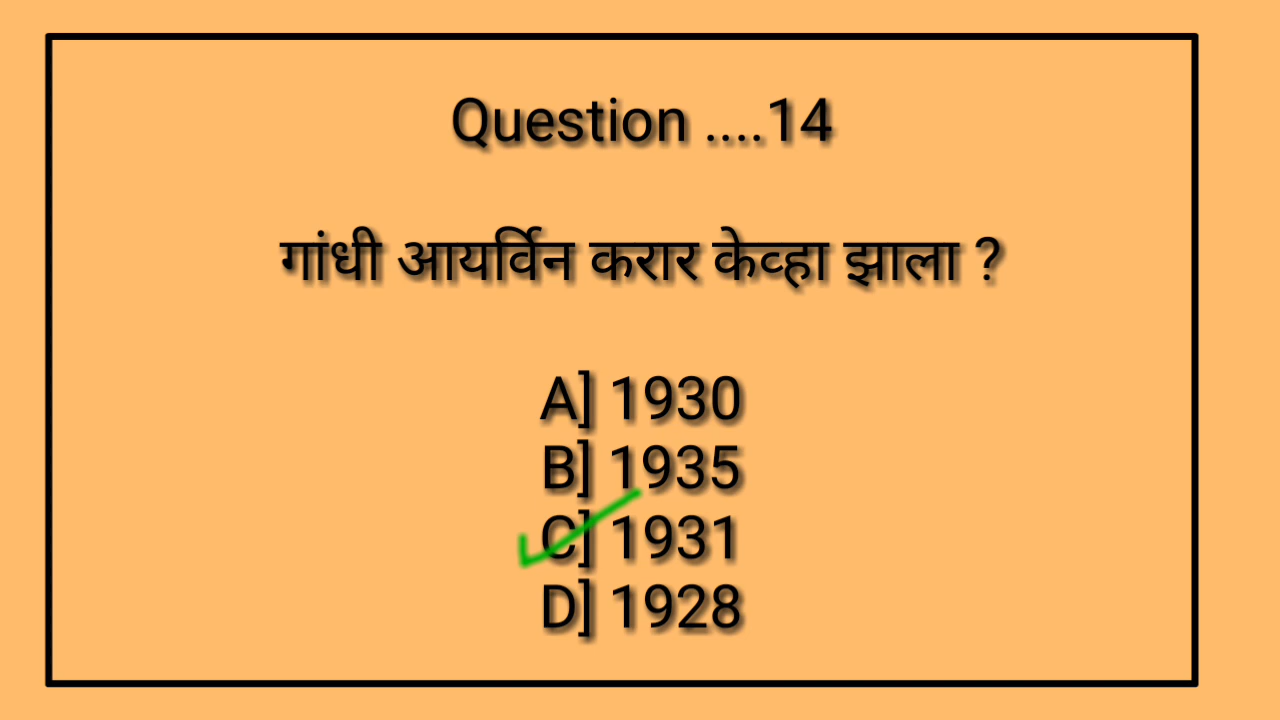 Question ....14
गांधी आयर्विन करार केव्हा झाला ?
A] 1930
B] 1935
C] 1931
D] 1928